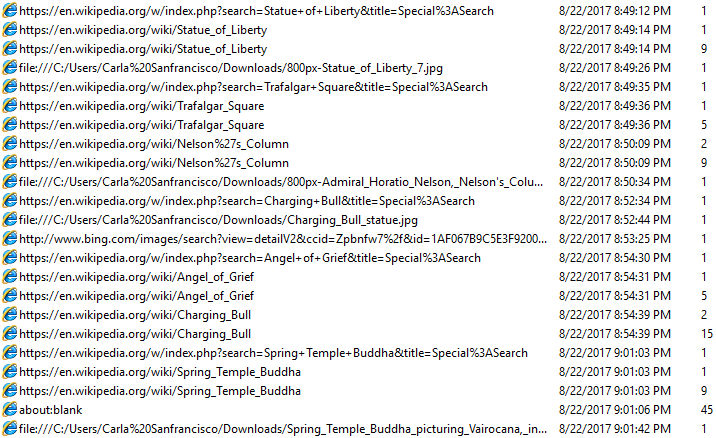 https://en.wikipedia.org/w/index.php?search=Statue+of+Liberty&title=Special%3ASearch 8/22/2017 8:49:12 PM 1
https://en.wikipedia.org/wiki/Statue_of_Liberty 8/22/2017 8:49:14 PM 1
https://en.wikipedia.org/wiki/Statue_of_Liberty 8/22/2017 8:49:14 PM 9
file:///C:/Users/Carla%20Sanfrancisco/Downloads/800px-Statue_of_Liberty_7.jpg 8/22/2017 8:49:26 PM 1
https://en.wikipedia.org/w/index.php?search=Trafalgar+Square&title=Special%3ASearch 8/22/2017 8:49:35 PM 1
https://en.wikipedia.org/wiki/Trafalgar_Square 8/22/2017 8:49:36 PM 1
https://en.wikipedia.org/wiki/Trafalgar_Square 8/22/2017 8:49:36 PM 5
https://en.wikipedia.org/wiki/Nelson%27s_Column 8/22/2017 8:50:09 PM 2
https://en.wikipedia.org/wiki/Nelson%27s_Column 8/22/2017 8:50:09 PM 9
file:///C:/Users/Carla%20Sanfrancisco/Downloads/800px-Admiral_Horatio_Nelson,_Nelson's_Colu... 8/22/2017 8:50:34 PM 1
https://en.wikipedia.org/w/index.php?search=Charging+Bull&title=Special%3ASearch 8/22/2017 8:52:34 PM 1
file:///C:/Users/Carla%20Sanfrancisco/Downloads/Charging_Bull_statue.jpg 8/22/2017 8:52:44 PM 1
http://www.bing.com/images/search?view=detailV2&ccid=Zpbnfw7%2f&id=1AF067B9C5E3F9200... 8/22/2017 8:53:25 PM 1
https://en.wikipedia.org/w/index.php?search=Angel+of+Grief&title=Special%3ASearch 8/22/2017 8:54:30 PM 1
https://en.wikipedia.org/wiki/Angel_of_Grief 8/22/2017 8:54:31 PM 1
https://en.wikipedia.org/wiki/Angel_of_Grief 8/22/2017 8:54:31 PM 5
https://en.wikipedia.org/wiki/Charging_Bull 8/22/2017 8:54:39 PM 2
https://en.wikipedia.org/wiki/Charging_Bull 8/22/2017 8:54:39 PM 15
https://en.wikipedia.org/w/index.php?search=Spring+Temple+Buddha&title=Special%3ASearch 8/22/2017 9:01:03 PM 1
https://en.wikipedia.org/wiki/Spring_Temple_Buddha 8/22/2017 9:01:03 PM 1
https://en.wikipedia.org/wiki/Spring_Temple_Buddha 8/22/2017 9:01:03 PM 9
about:blank 8/22/2017 9:01:06 PM 45
file:///C:/Users/Carla%20Sanfrancisco/Downloads/Spring_Temple_Buddha_picturing_Vairocana,_in... 8/22/2017 9:01:42 PM 1